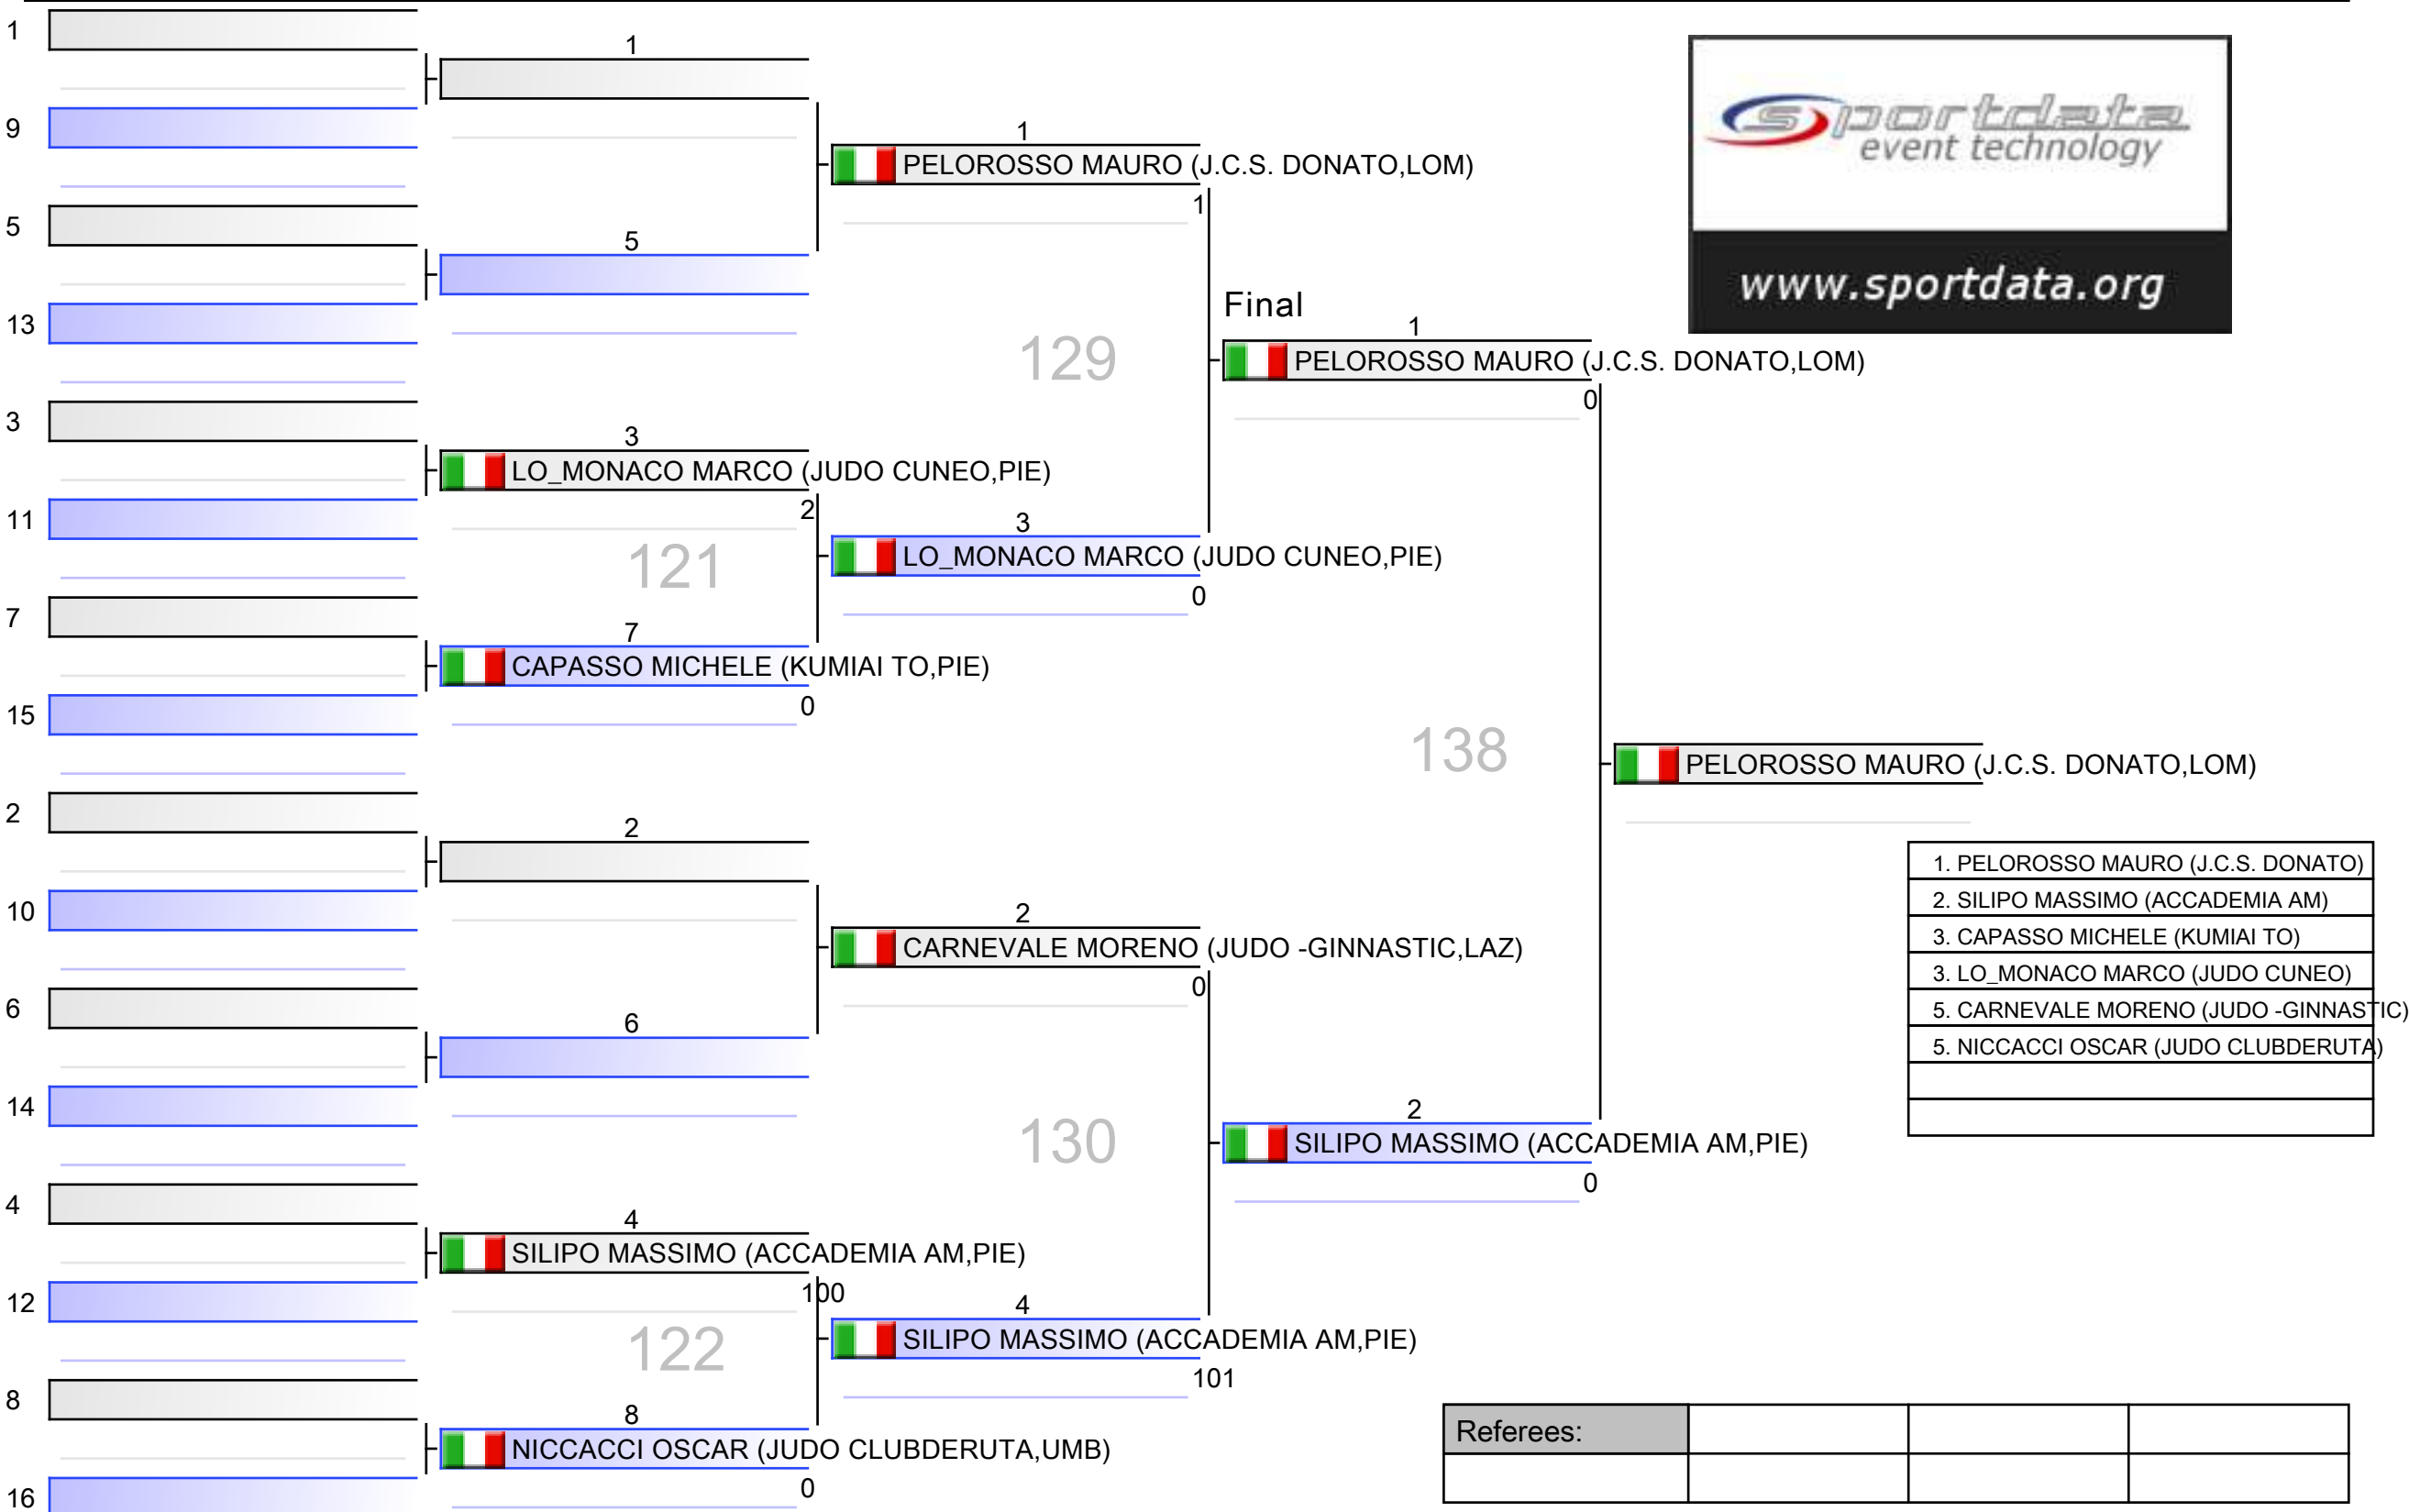 1
1
9
1
PELOROSSO MAURO (J.C.S. DONATO,LOM)
1
5
5
13
sportdata
event technology
www.sportdata.org
Final
1
PELOROSSO MAURO (J.C.S. DONATO,LOM)
0
129
3
3
LO_MONACO MARCO (JUDO CUNEO,PIE)
2
11
121
3
LO_MONACO MARCO (JUDO CUNEO,PIE)
0
7
7
CAPASSO MICHELE (KUMIAI TO,PIE)
0
15
138
PELOROSSO MAURO (J.C.S. DONATO,LOM)
2
2
10
2
CARNEVALE MORENO (JUDO -GINNASTIC,LAZ)
0
6
6
14
130
2
SILIPO MASSIMO (ACCADEMIA AM,PIE)
0
1. PELOROSSO MAURO (J.C.S. DONATO)
2. SILIPO MASSIMO (ACCADEMIA AM)
3. CAPASSO MICHELE (KUMIAI TO)
3. LO_MONACO MARCO (JUDO CUNEO)
5. CARNEVALE MORENO (JUDO -GINNASTIC)
5. NICCACCI OSCAR (JUDO CLUBDERUTA)
4
4
SILIPO MASSIMO (ACCADEMIA AM,PIE)
100
12
122
4
SILIPO MASSIMO (ACCADEMIA AM,PIE)
101
8
8
NICCACCI OSCAR (JUDO CLUBDERUTA,UMB)
0
16
Referees: